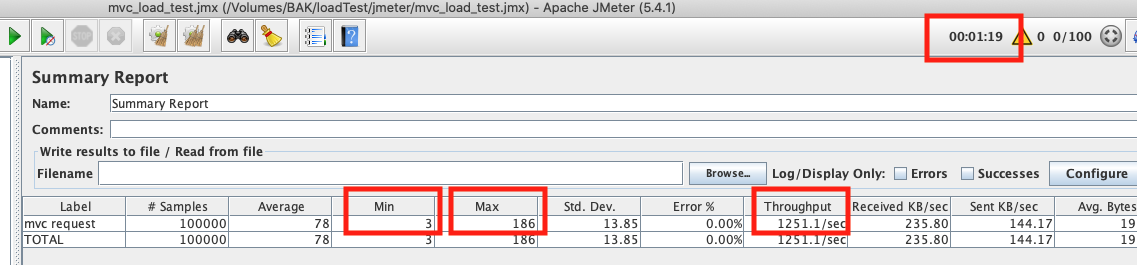 mvc_load_test.jmx (/Volumes/BAK/loadTest/jmeter/mvc_load_test.jmx) - Apache JMeter (5.4.1)
STOP
00:01:19 0 0/100
Summary Report
Name: Summary Report
Comments:
Write results to file / Read from file
Filename Browse... Log/Display Only: Errors Successes Configure
Label # Samples Average Min Max Std. Dev. Error % Throughput Received KB/sec Sent KB/sec Avg. Bytes
mvc request 100000 78 3 186 13.85 0.00% 1251.1/sec 235.80 144.17 19
TOTAL 100000 78 3 186 13.85 0.00% 1251.1/sec 235.80 144.17 19